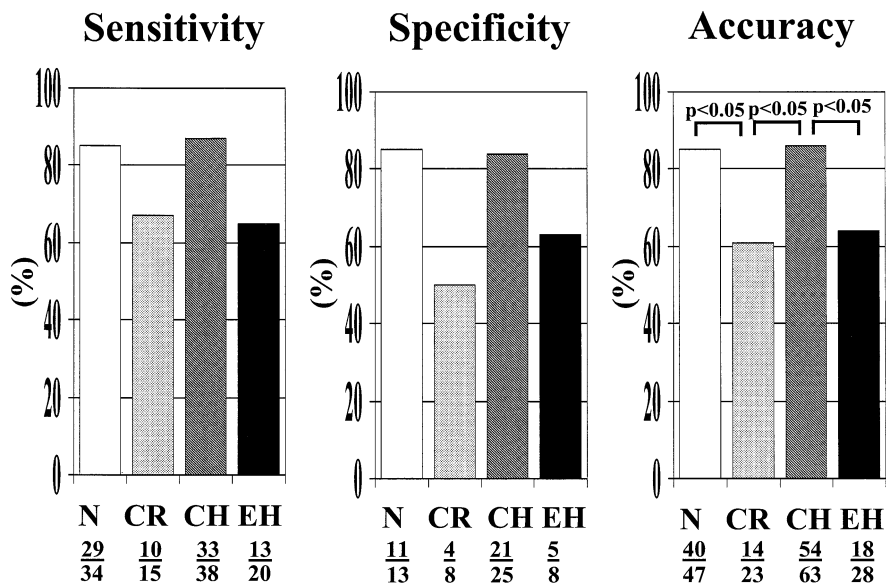 Sensitivity Specificity Accuracy
100 100 100
p<0.05 p<0.05 p<0.05
80 80 80
60 60 60
(%) (%) (%)
40 40 40
20 20 20
0 0 0
N CR CH EH N CR CH EH N CR CH EH
29 10 33 13 11 4 21 5 40 14 54 18
34 15 38 20 13 8 25 8 47 23 63 28